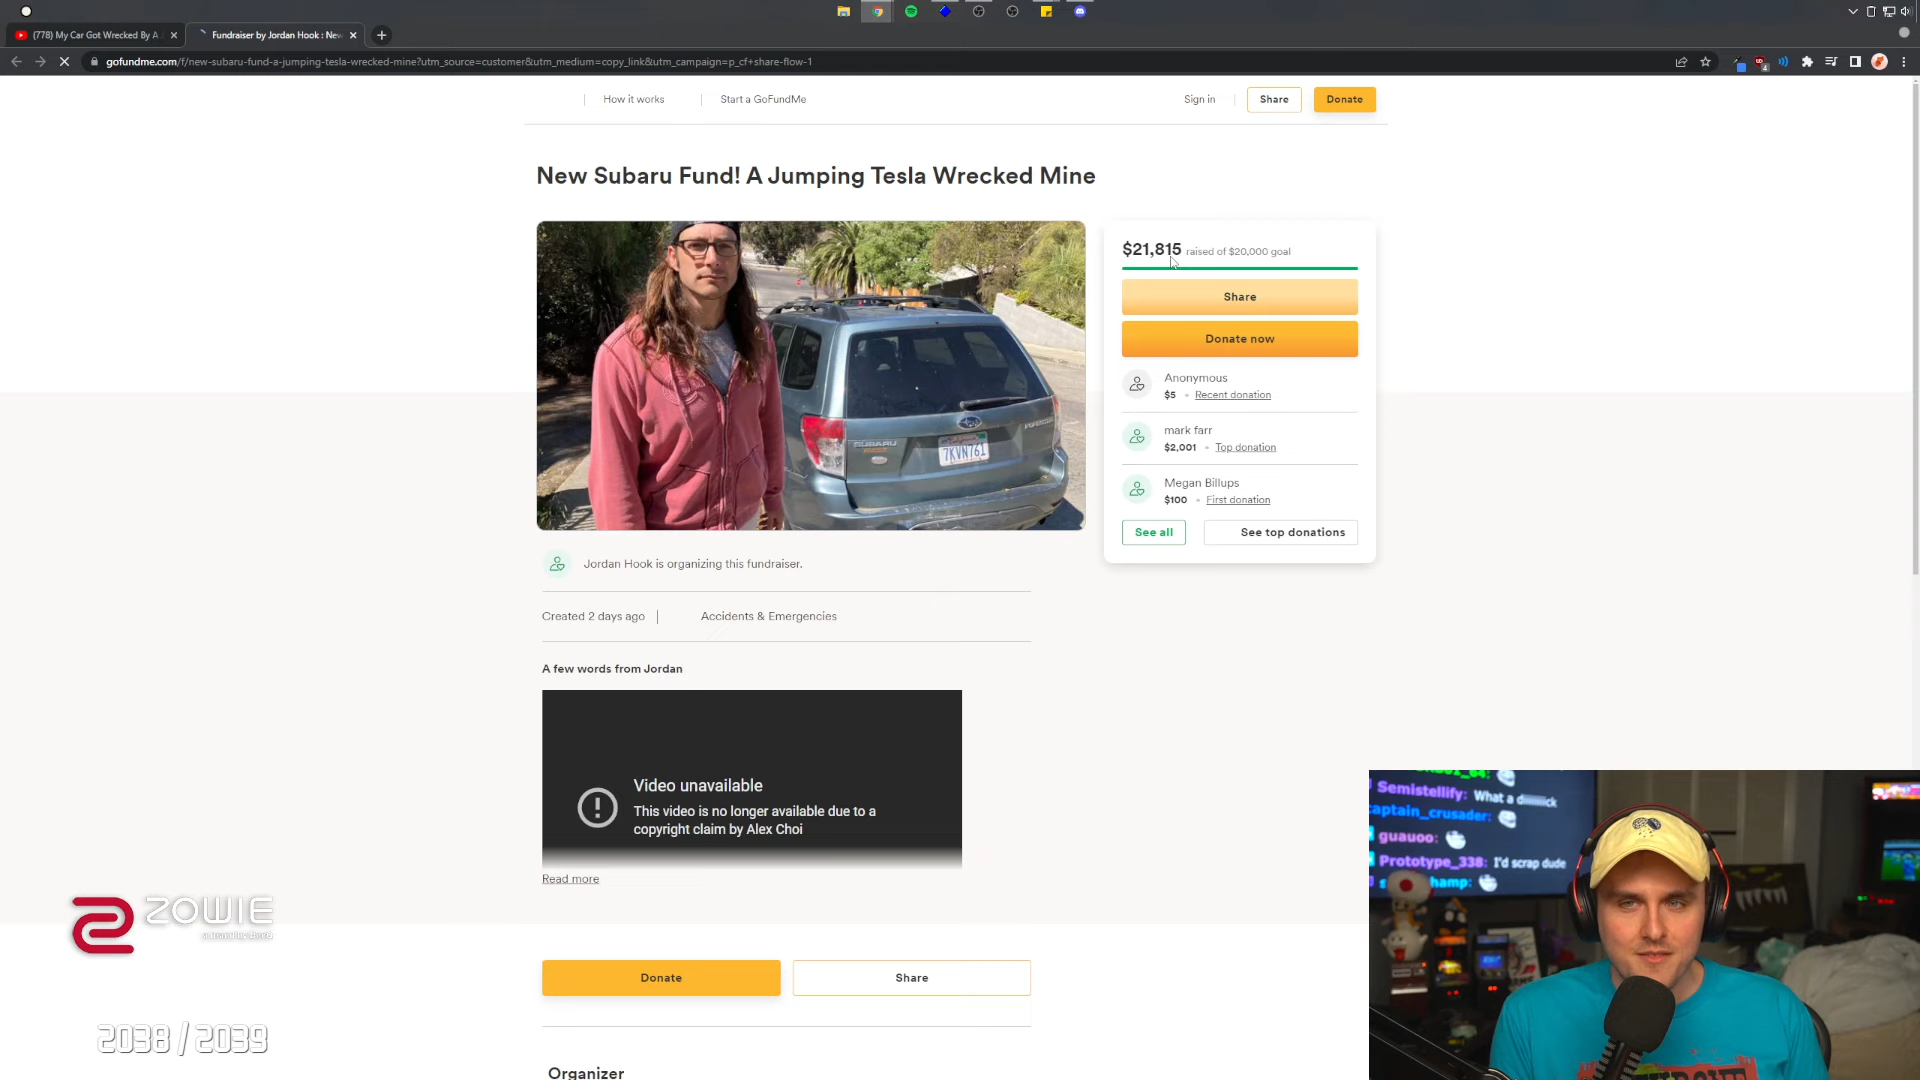 (778) My Car Got Wrecked By A
Fundraiser by Jordan Hook : New
gofundme.com/f/new-subaru-fund-a-jumping-tesla-wrecked-mine?utm_source=customer&utm_medium=copy_link&utm_campaign=p_cf+share-flow-1
How it works
Start a GoFundMe
Sign in
Share
Donate
New Subaru Fund! A Jumping Tesla Wrecked Mine
$21,815 raised of $20,000 goal
Share
Donate now
Anonymous
$5 • Recent donation
mark farr
$2,001 • Top donation
Megan Billups
$100 • First donation
See all
See top donations
SUBARU
7KVN761
Jordan Hook is organizing this fundraiser.
Created 2 days ago
Accidents & Emergencies
A few words from Jordan
Video unavailable
This video is no longer available due to a
copyright claim by Alex Choi
Read more
Donate
Share
Organizer
ZOWIE
2038 / 2039
Semistellify: What a
captain_crusader:
guauoo:
Prototype_338: I'd scrap dude